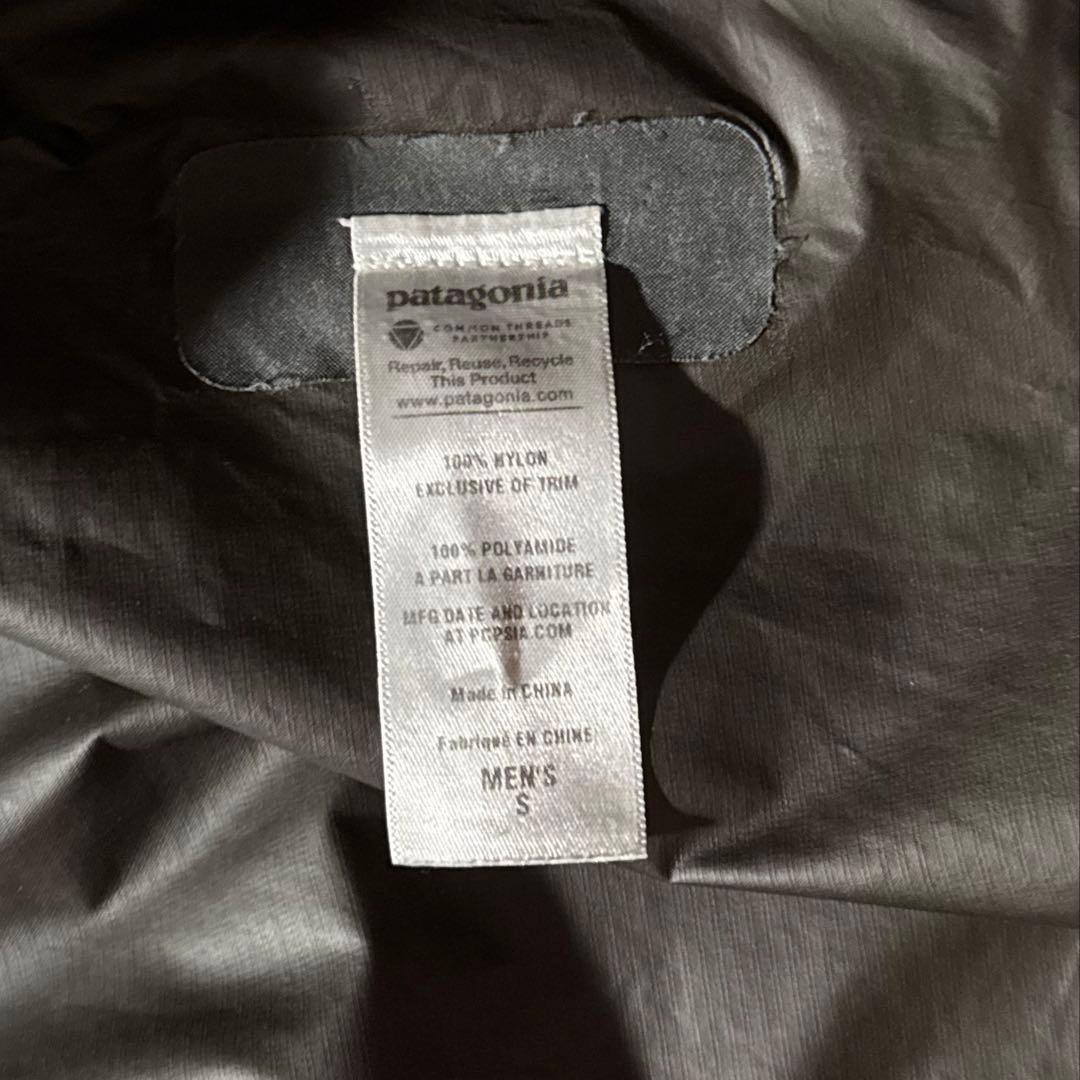 patagonia
COMMON THREADS
PARTNERSHIP
Repair, Reuse, Recycle
This Product
www.patagonia.com
100% NYLON
EXCLUSIVE OF TRIM
100% POLYAMIDE
A PART LA GARNITURE
MFG DATE AND LOCATION
AT PCPSIA.COM
Made in CHINA
Fabriqué EN CHINE
MEN'S
S